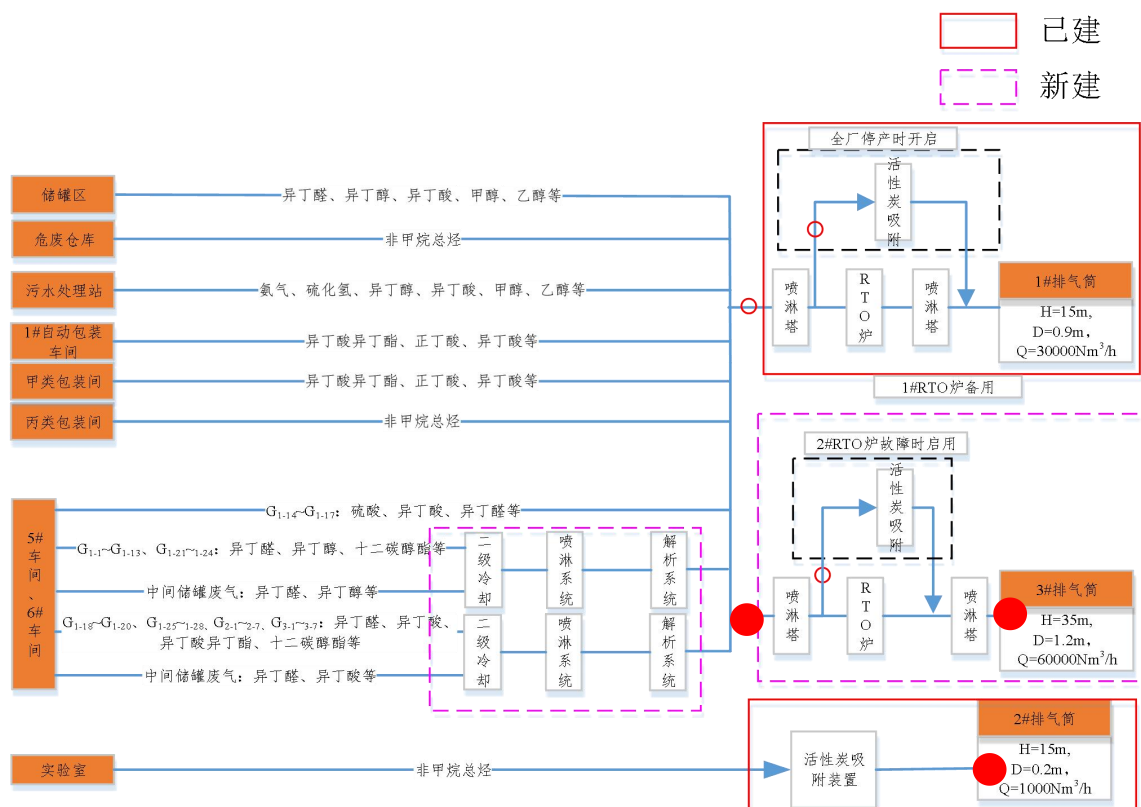 已建
新建
全厂停产时开启
活性炭吸附
喷淋塔
RTO炉
喷淋塔
1#排气筒
H=15m,
D=0.9m,
Q=30000Nm³/h
1#RTO炉备用
储罐区
异丁醛、异丁醇、异丁酸、甲醇、乙醇等
危废仓库
非甲烷总烃
污水处理站
氨气、硫化氢、异丁醇、异丁酸、甲醇、乙醇等
1#自动包装
车间
异丁酸异丁酯、正丁酸、异丁酸等
甲类包装间
异丁酸异丁酯、正丁酸、异丁酸等
丙类包装间
非甲烷总烃
2#RTO炉故障时启用
活性炭吸附
喷淋塔
RTO炉
喷淋塔
3#排气筒
H=35m,
D=1.2m,
Q=60000Nm³/h
5#车间、6#车间
G1-14~G1-17：硫酸、异丁酸、异丁醛等
G1-1~G1-13、G1-21~1-24：异丁醛、异丁醇、十二碳醇酯等
中间储罐废气：异丁醛、异丁醇等
二级冷却
喷淋系统
解析系统
G1-18~G1-20、G1-25~1-28、G2-1~2-7、G3-1~3-7：异丁醛、异丁酸、
异丁酸异丁酯、十二碳醇酯等
中间储罐废气：异丁醛、异丁酸等
二级冷却
喷淋系统
解析系统
实验室
非甲烷总烃
活性炭吸
附装置
2#排气筒
H=15m,
D=0.2m,
Q=1000Nm³/h